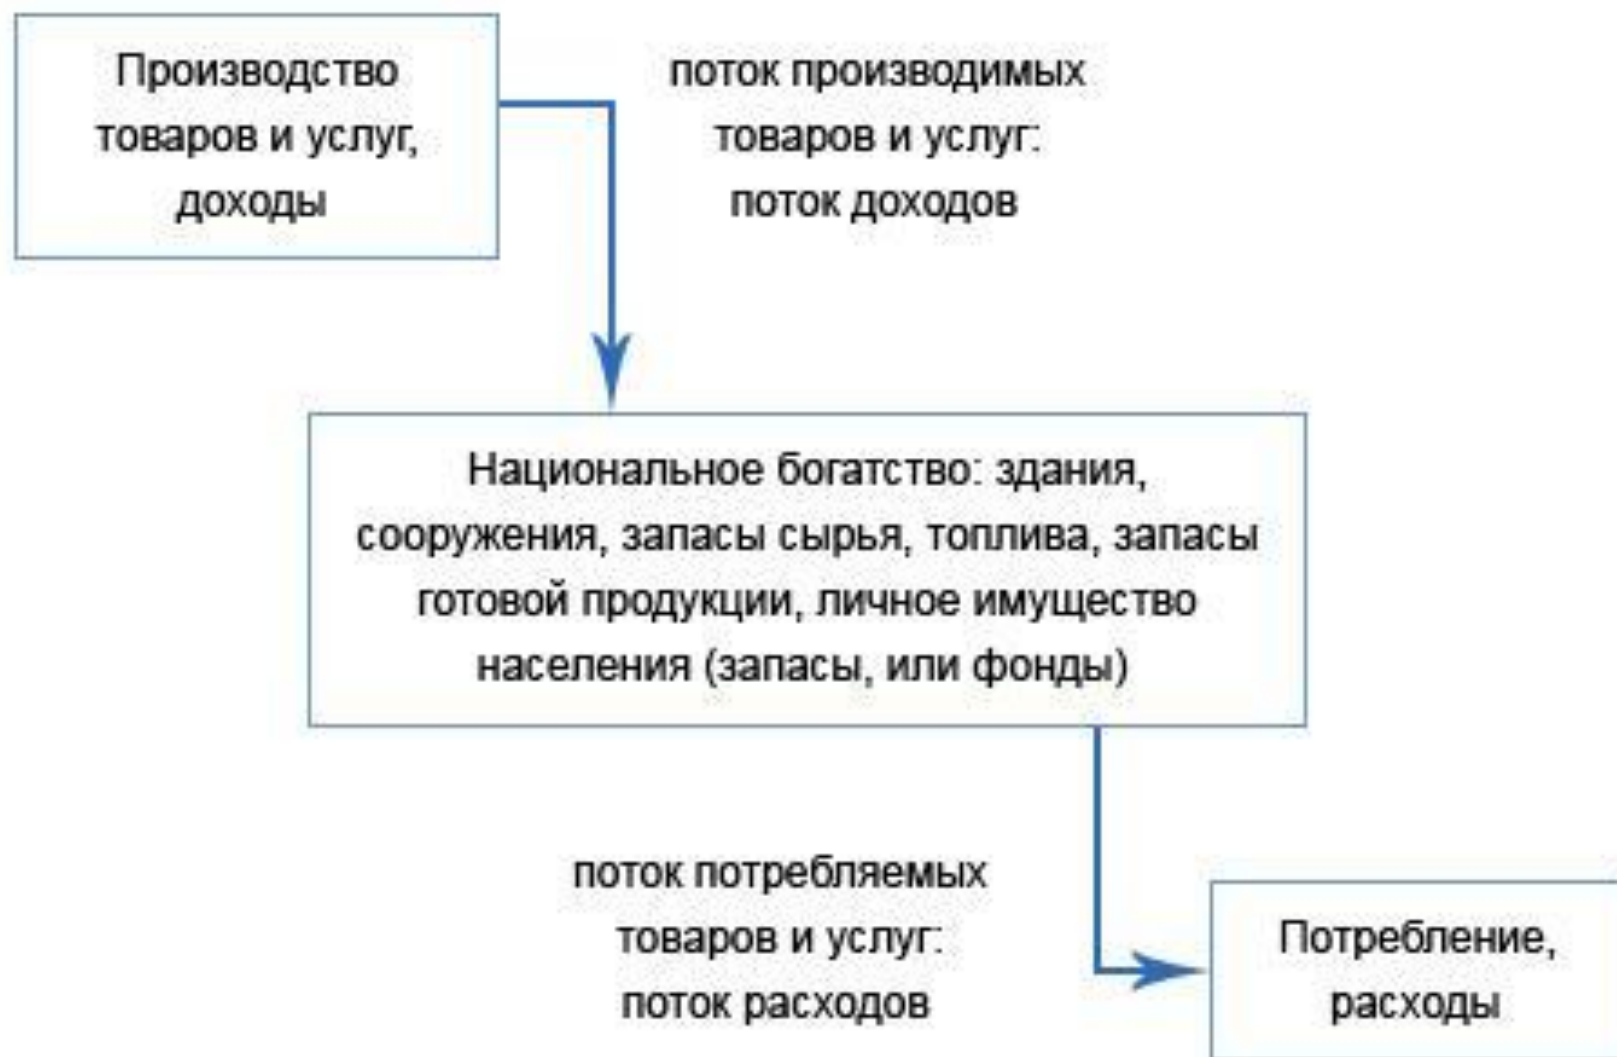 Производство
товаров и услуг,
доходы
поток производимых
товаров и услуг:
поток доходов
Национальное богатство: здания,
сооружения, запасы сырья, топлива, запасы
готовой продукции, личное имущество
населения (запасы, или фонды)
поток потребляемых
товаров и услуг:
поток расходов
Потребление,
расходы